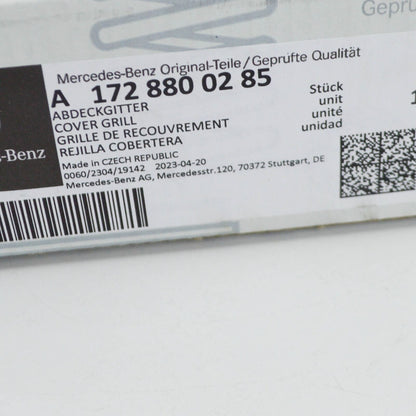 Geprü
Mercedes-Benz Original-Teile/Geprüfte Qualität
A 172 880 02 85
ABDECKGITTER
COVER GRILL
GRILLE DE RECOUVREMENT
REJILLA COBERTERA
Stück
unit
unité
unidad
1
s-Benz
Made in CZECH REPUBLIC
0060/2304/19142 2023-04-20
Mercedes-Benz AG, Mercedesstr.120, 70372 Stuttgart, DE